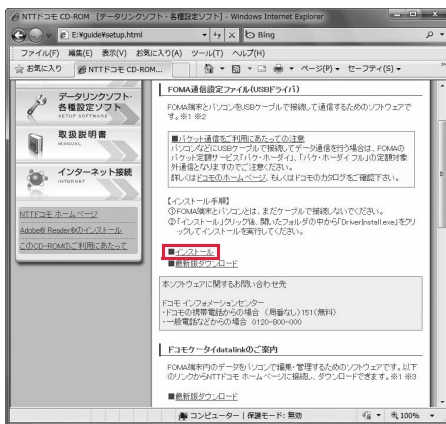 NTTドコモ CD-ROM [データリンクソフト・各種設定ソフト] - Windows Internet Explorer
E:¥guide¥setup.html
Bing
ファイル(F) 編集(E) 表示(V) お気に入り(A) ツール(T) ヘルプ(H)
お気に入り
NTTドコモ CD-ROM...
ページ(P)
セーフティ(S)
データリンクソフト・
各種設定ソフト
SETUP SOFTWARE
取扱説明書
MANUAL
インターネット接続
INTERNET
NTTドコモ ホームページ
Adobe® Reader®のインストール
このCD-ROMのご利用にあたって
FOMA通信設定ファイル(USBドライバ)
FOMA端末とパソコンをUSBケーブルで接続して通信するためのソフトウェアで
す。※1 ※2
■パケット通信をご利用にあたっての注意
パソコンなどにUSBケーブルで接続してデータ通信を行う場合は、FOMAの
パケット定額サービス「パケ・ホーダイ」、「パケ・ホーダイフル」の定額対象
外通信となりますのでご注意ください。
詳しくはドコモのホームページ、もしくはドコモのカタログをご確認下さい。
【インストール手順】
①FOMA端末とパソコンとは、まだケーブルで接続しないでください。
②「インストール」クリック後、開いたフォルダの中から「DriverInstall.exe」をクリ
ックしてインストールを実行してください。
■インストール
■最新版ダウンロード
本ソフトウェアに関するお問い合わせ先
ドコモ インフォメーションセンター
・ドコモの携帯電話からの場合 (局番なし)151(無料)
・一般電話などからの場合 0120-800-000
ドコモケータイdatalinkのご案内
FOMA端末内のデータをパソコンで編集・管理するためのソフトウェアです。以下
のリンクからNTTドコモ ホームページに接続し、ダウンロードできます。※1 ※3
■最新版ダウンロード
コンピューター | 保護モード: 無効
100%